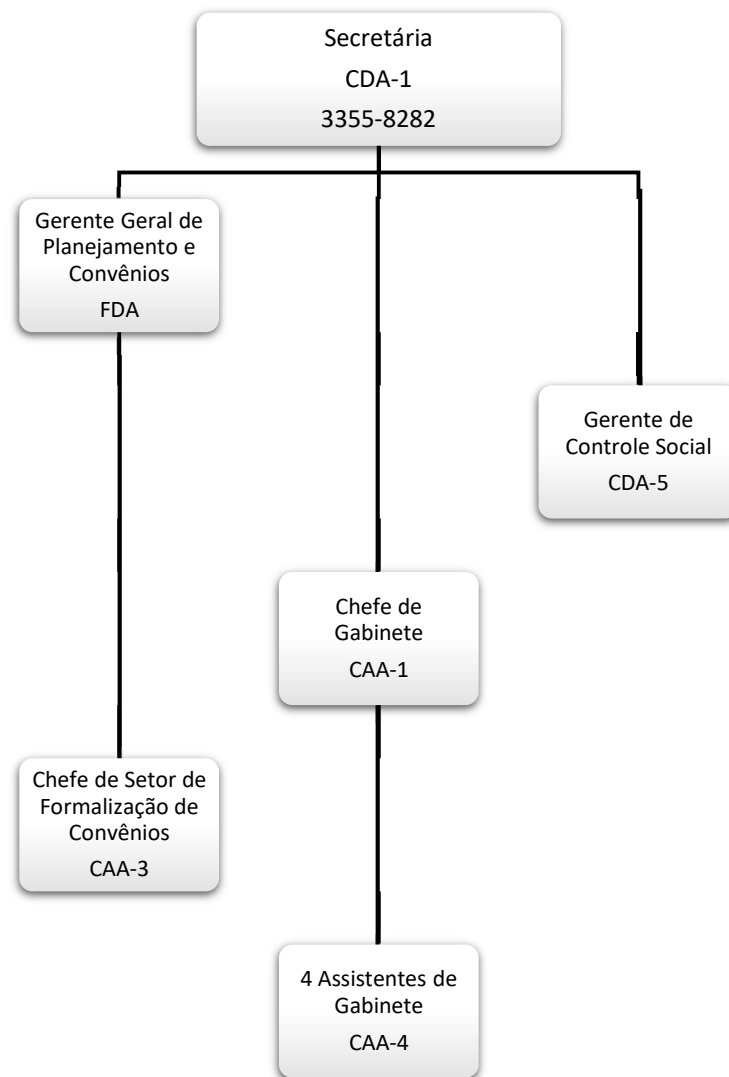 Secretária
CDA-1
3355-8282
Gerente Geral de
Planejamento e
Convênios
FDA
Gerente de
Controle Social
CDA-5
Chefe de
Gabinete
CAA-1
Chefe de Setor de
Formalização de
Convênios
CAA-3
4 Assistentes de
Gabinete
CAA-4